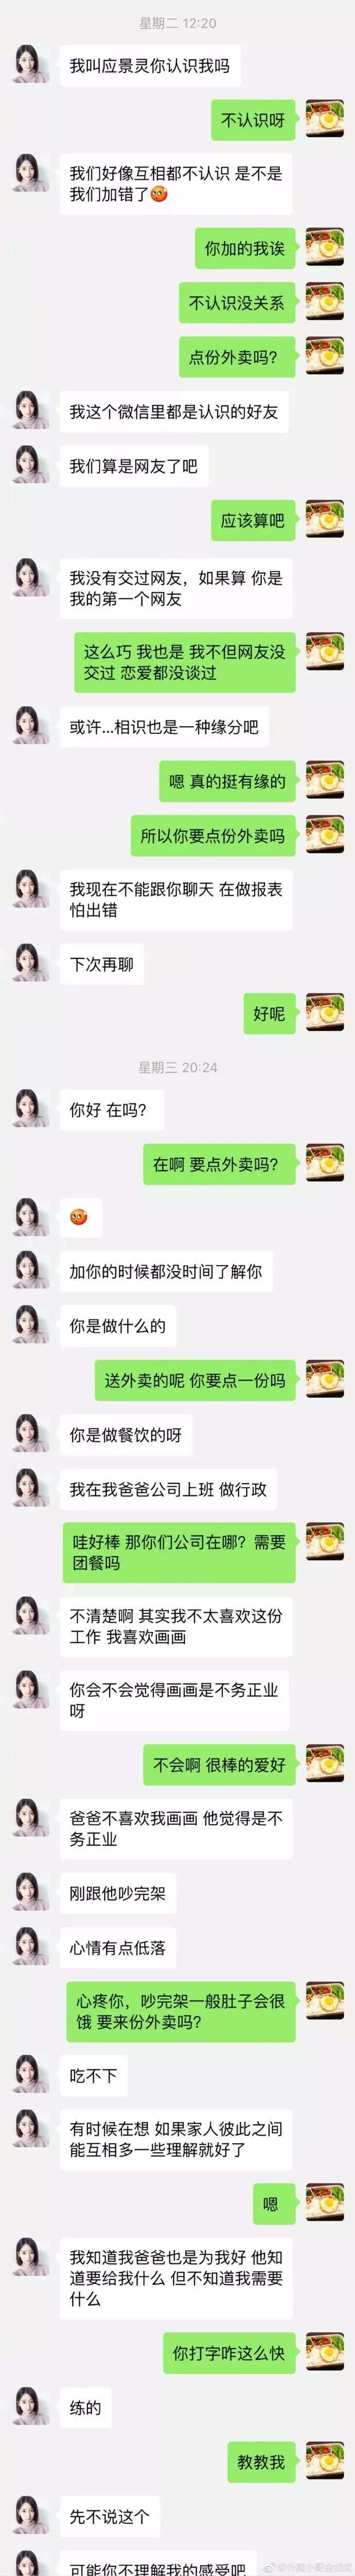 星期二 12:20
我叫应景灵你认识我吗
不认识呀
我们好像互相都不认识 是不是
我们加错了
你加的我诶
不认识没关系
点份外卖吗?
我这个微信里都是认识的好友
我们算是网友了吧
应该算吧
我没有交过网友，如果算 你是
我的第一个网友
这么巧 我也是 我不但网友没
交过 恋爱都没谈过
或许...相识也是一种缘分吧
嗯 真的挺有缘的
所以你要点份外卖吗
我现在不能跟你聊天 在做报表
怕出错
下次再聊
好呢
星期三 20:24
你好 在吗?
在啊 要点外卖吗?
加你的时候都没时间了解你
你是做什么的
送外卖的呢 你要点一份吗
你是做餐饮的呀
我在我爸爸公司上班 做行政
哇好棒 那你们公司在哪？需要
团餐吗
不清楚啊 其实我不太喜欢这份
工作 我喜欢画画
你会不会觉得画画是不务正业
呀
不会啊 很棒的爱好
爸爸不喜欢我画画 他觉得是不
务正业
刚跟他吵完架
心情有点低落
心疼你，吵完架一般肚子会很
饿 要来份外卖吗?
吃不下
有时候在想 如果家人彼此之间
能互相多一些理解就好了
嗯
我知道我爸爸也是为我好 他知
道要给我什么 但不知道我需要
什么
你打字咋这么快
练的
教教我
先不说这个
可能你不理解我的感受吧